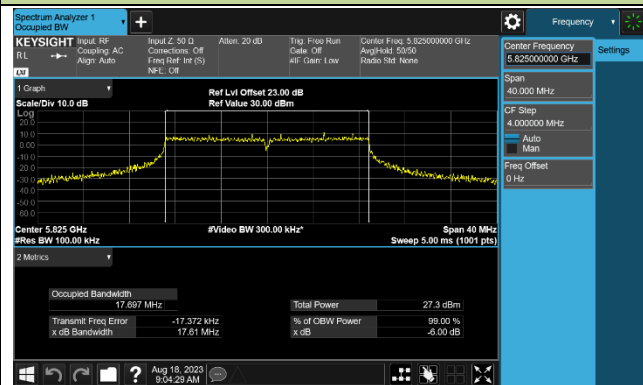 Spectrum Analyzer 1
Occupied BW
Frequency
KEYSIGHT
RL
LXI
Input: RF
Coupling: AC
Align: Auto
Input Z: 50 Ω
Corrections: Off
Freq Ref: Int (S)
NFE: Off
Atten: 20 dB
Trig: Free Run
Gate: Off
#IF Gain: Low
Center Freq: 5.825000000 GHz
Avg|Hold: 50/50
Radio Std: None
Center Frequency
5.825000000 GHz
Settings
Span
40.000 MHz
CF Step
4.000000 MHz
Auto
Man
Freq Offset
0 Hz
1 Graph
Scale/Div 10.0 dB
Ref Lvl Offset 23.00 dB
Ref Value 30.00 dBm
Log
20.0
10.0
0.00
-10.0
-20.0
-30.0
-40.0
-50.0
-60.0
Center 5.825 GHz
#Video BW 300.00 kHz*
Span 40 MHz
#Res BW 100.00 kHz
Sweep 5.00 ms (1001 pts)
2 Metrics
Occupied Bandwidth
17.697 MHz
Total Power 27.3 dBm
Transmit Freq Error -17.372 kHz
% of OBW Power 99.00 %
x dB Bandwidth 17.61 MHz
x dB -6.00 dB
Aug 18, 2023
9:04:29 AM